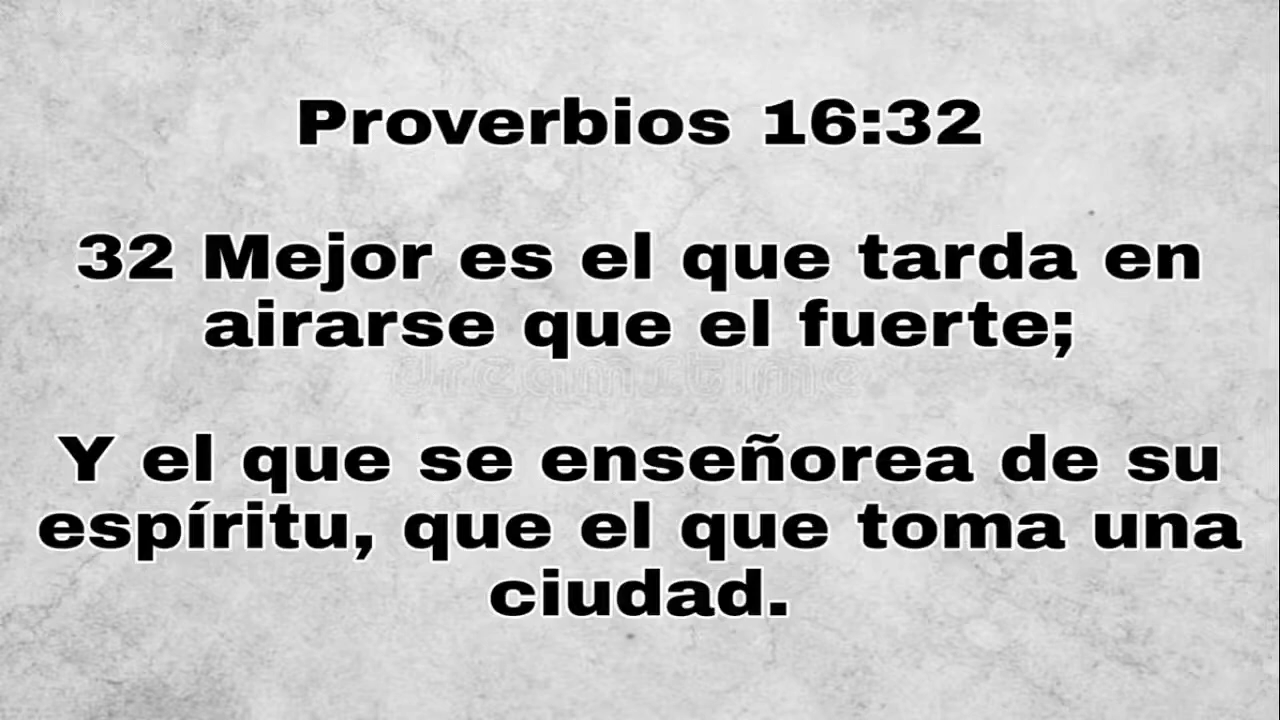 Proverbios 16:32
32 Mejor es el que tarda en
airarse que el fuerte;
dreamstime
Y el que se enseñorea de su
espíritu, que el que toma una
ciudad.